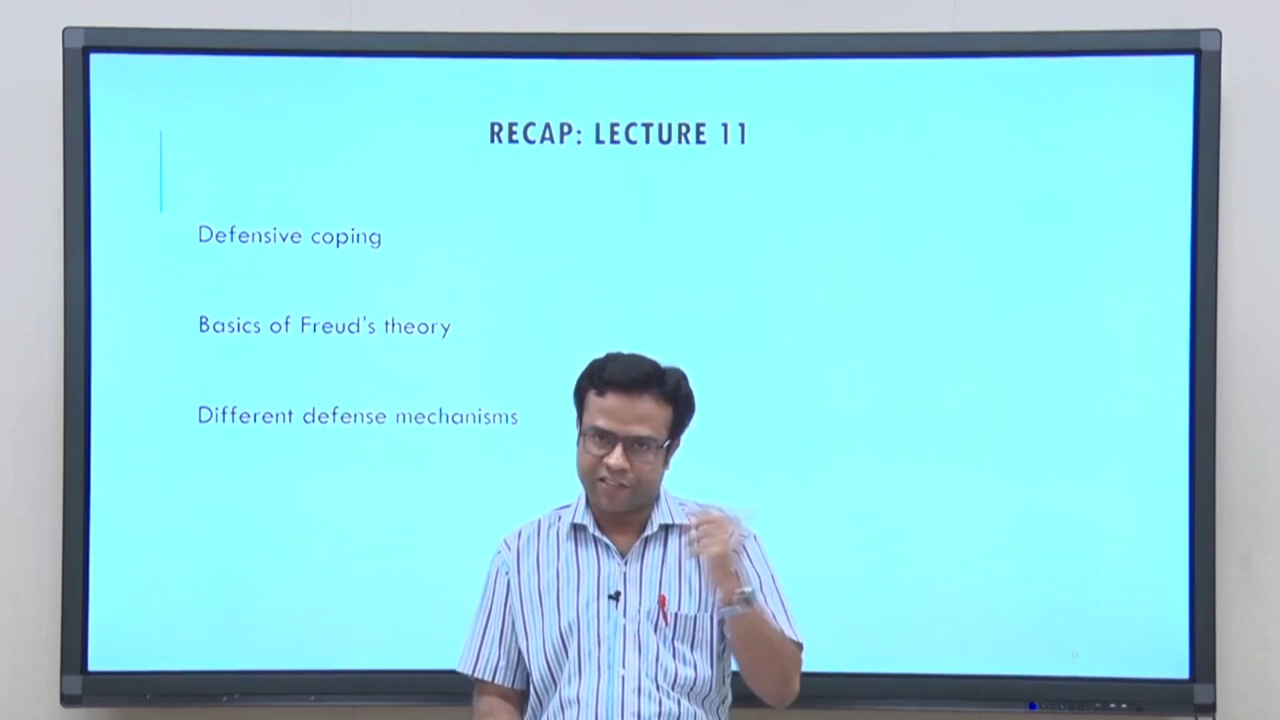 RECAP: LECTURE 11
Defensive coping
Basics of Freud's theory
Different defense mechanisms